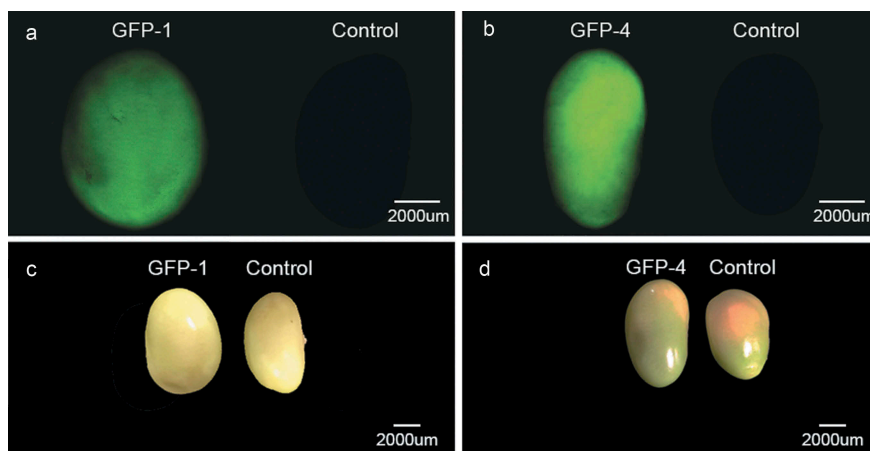 a
GFP-1 Control
2000um
b
GFP-4 Control
2000um
c
GFP-1 Control
2000um
d
GFP-4 Control
2000um